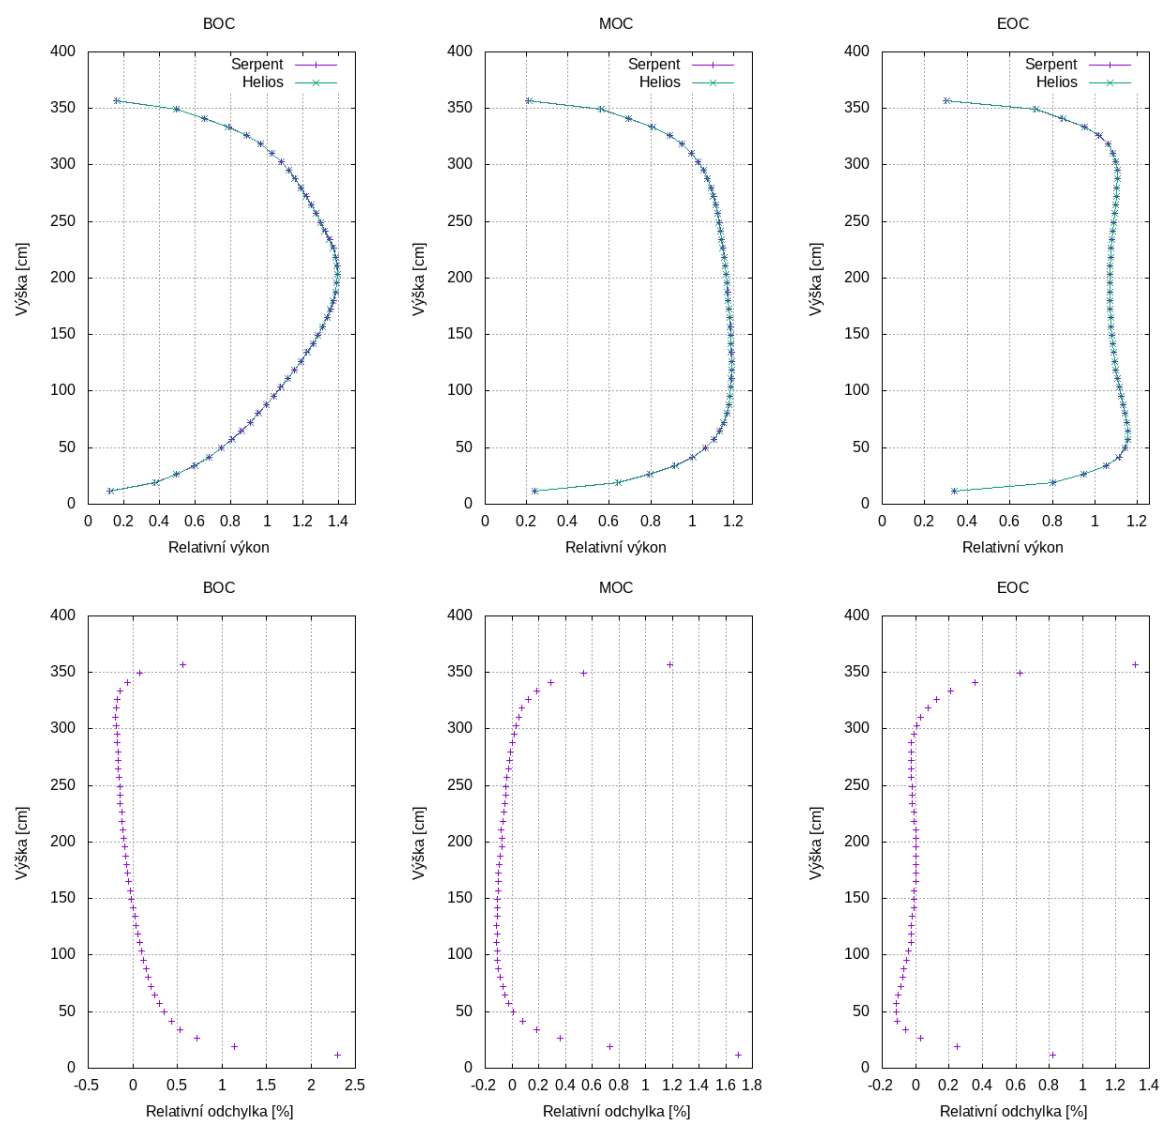 BOC
MOC
EOC
400
350
300
250
200
150
100
50
0
Výška [cm]
Serpent
Helios
0 0.2 0.4 0.6 0.8 1 1.2 1.4
Relativní výkon
400
350
300
250
200
150
100
50
0
Výška [cm]
Serpent
Helios
0 0.2 0.4 0.6 0.8 1 1.2
Relativní výkon
400
350
300
250
200
150
100
50
0
Výška [cm]
Serpent
Helios
0 0.2 0.4 0.6 0.8 1 1.2
Relativní výkon
BOC
MOC
EOC
400
350
300
250
200
150
100
50
0
Výška [cm]
-0.5 0 0.5 1 1.5 2 2.5
Relativní odchylka [%]
400
350
300
250
200
150
100
50
0
Výška [cm]
-0.2 0 0.2 0.4 0.6 0.8 1 1.2 1.4 1.6 1.8
Relativní odchylka [%]
400
350
300
250
200
150
100
50
0
Výška [cm]
-0.2 0 0.2 0.4 0.6 0.8 1 1.2 1.4
Relativní odchylka [%]